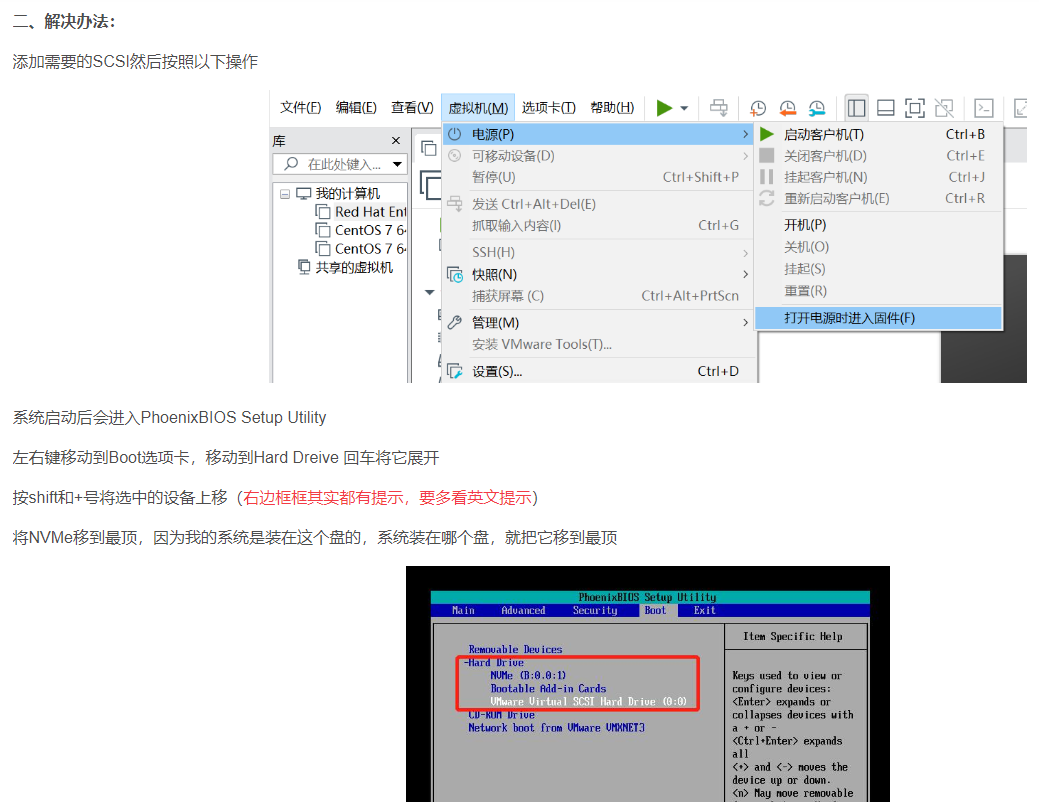 二、解决办法：
添加需要的SCSI然后按照以下操作
文件(F) 编辑(E) 查看(V) 虚拟机(M) 选项卡(T) 帮助(H)
库
在此处键入...
我的计算机
Red Hat Ent
CentOS 7 64
CentOS 7 64
共享的虚拟机
电源(P)
可移动设备(D)
暂停(U) Ctrl+Shift+P
发送 Ctrl+Alt+Del(E)
抓取输入内容(I) Ctrl+G
SSH(H)
快照(N)
捕获屏幕 (C) Ctrl+Alt+PrtScn
管理(M)
安装 VMware Tools(T)...
设置(S)... Ctrl+D
启动客户机(T) Ctrl+B
关闭客户机(D) Ctrl+E
挂起客户机(N) Ctrl+J
重新启动客户机(E) Ctrl+R
开机(P)
关机(O)
挂起(S)
重置(R)
打开电源时进入固件(F)
系统启动后会进入PhoenixBIOS Setup Utility
左右键移动到Boot选项卡，移动到Hard Dreive 回车将它展开
按shift和+号将选中的设备上移（右边框框其实都有提示，要多看英文提示）
将NVMe移到最顶，因为我的系统是装在这个盘的，系统装在哪个盘，就把它移到最顶
PhoenixBIOS Setup Utility
Main Advanced Security Boot Exit
Removable Devices
-Hard Drive
NVMe (B:0.0:1)
Bootable Add-in Cards
VMware Virtual SCSI Hard Drive (0:0)
CD-ROM Drive
Network boot from VMware VMXNET3
Item Specific Help
Keys used to view or
configure devices:
<Enter> expands or
collapses devices with
a + or -
<Ctrl+Enter> expands
all
<+> and <-> moves the
device up or down.
<n> May move removable